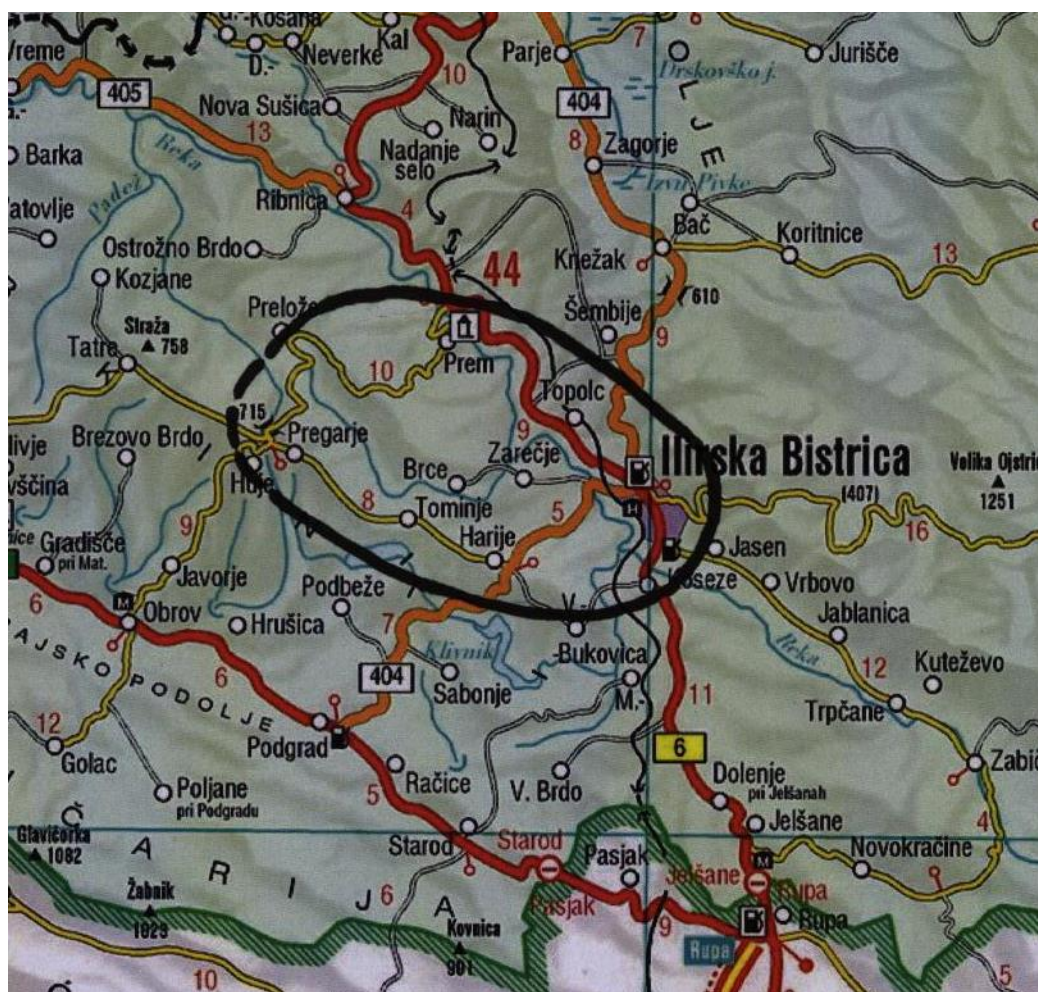 Kal
-Košana
Vreme
D.-
Neverke
Parje
7
Jurišče
Drskovško j.
10
405
Nova Sušica
404
Narin
Reka
13
Nadanje
selo
8
Zagorje
Barka
Izvir Pivke
Padež
Ribnica
4
Bač
Ostrožno Brdo
Knežak
Koritnice
13
Kozjane
44
610
Prelože
Šembije
Straža
758
9
Tatre
Prem
10
Topolc
715
9
Brezovo Brdo
Pregarje
Ilirska Bistrica
Zarečje
Velika Ojstrica
Brce
(407)
1251
Huje
8
5
16
9
Tominje
Harije
Jasen
Gradišče
pri Mat.
Javorje
Podbeže
Koseze
Vrbovo
6
M
Obrov
Hrušica
7
V.-
Jablanica
-Bukovica
Reka
Klivnik
12
Kuteževo
6
404
Sabonje
M.-
PODOLJE
11
Trpčane
12
Podgrad
Golac
6
Račice
Dolenje
pri Jelšanah
Poljane
pri Podgradu
5
V. Brdo
Jelšane
4
Starod
Starod
Pasjak
M
Novokračine
1082
Jelšane
Rupa
Žabnik
6
Pasjak
Rupa
1029
Kovnica
9
901
Rupa
10
5